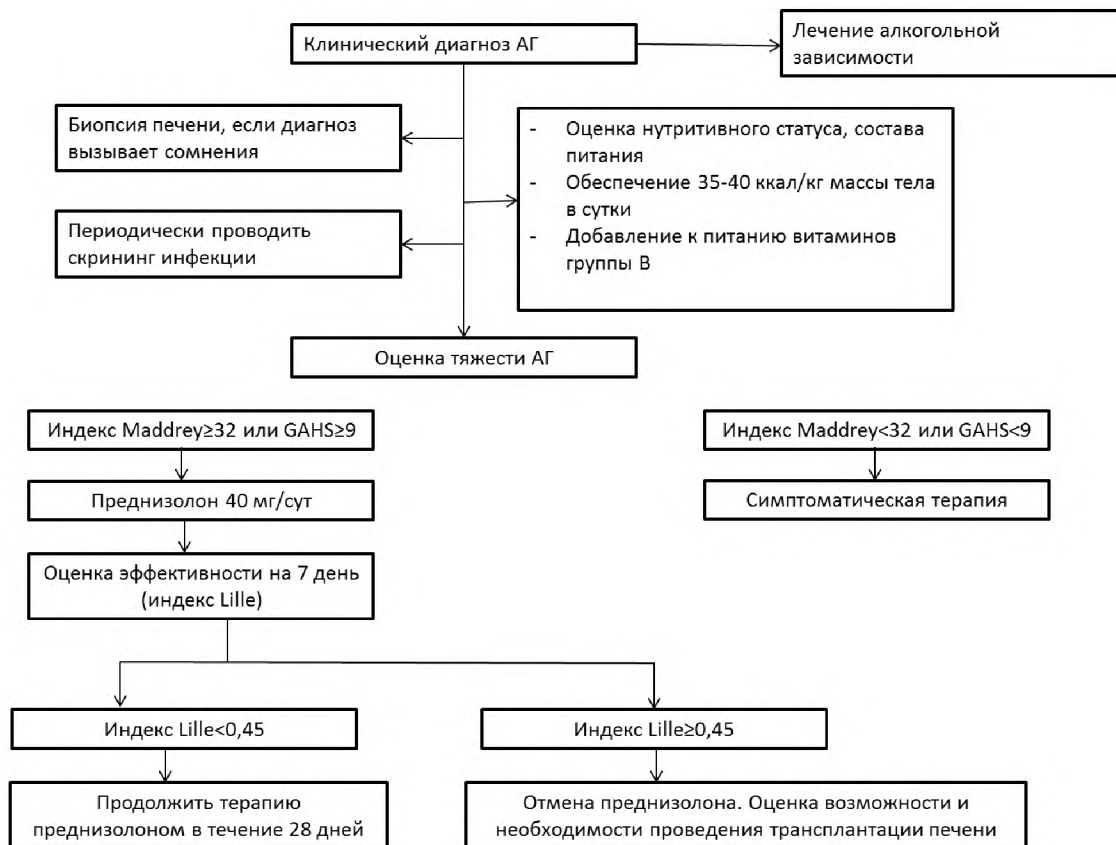 Клинический диагноз АГ
Лечение алкогольной
зависимости
Биопсия печени, если диагноз
вызывает сомнения
- Оценка нутритивного статуса, состава
питания
- Обеспечение 35-40 ккал/кг массы тела
в сутки
- Добавление к питанию витаминов
группы В
Периодически проводить
скрининг инфекции
Оценка тяжести АГ
Индекс Maddrey≥32 или GAHS≥9
Индекс Maddrey<32 или GAHS<9
Преднизолон 40 мг/сут
Симптоматическая терапия
Оценка эффективности на 7 день
(индекс Lille)
Индекс Lille<0,45
Индекс Lille≥0,45
Продолжить терапию
преднизолоном в течение 28 дней
Отмена преднизолона. Оценка возможности и
необходимости проведения трансплантации печени